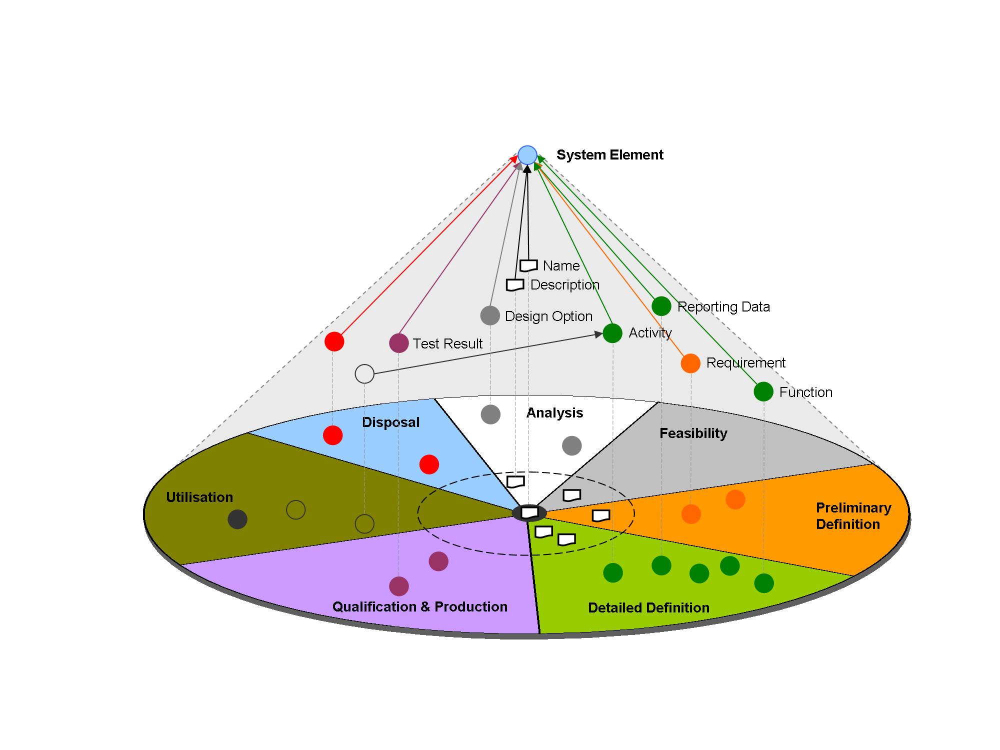 System Element
Name
Description
Reporting Data
Design Option
Activity
Test Result
Requirement
Function
Analysis
Disposal
Feasibility
Utilisation
Preliminary
Definition
Qualification & Production
Detailed Definition